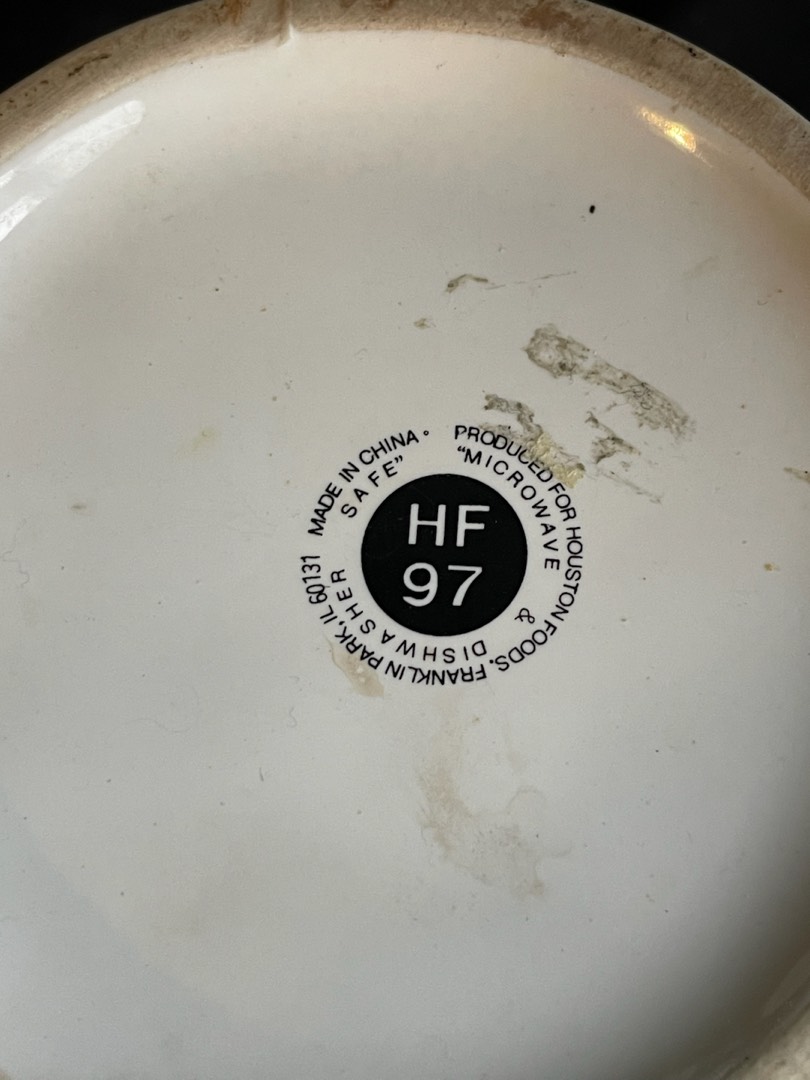 PRODUCED FOR HOUSTON FOODS. FRANKLIN PARK, IL 60131 MADE IN CHINA
"MICROWAVE & DISHWASHER SAFE"
HF
97